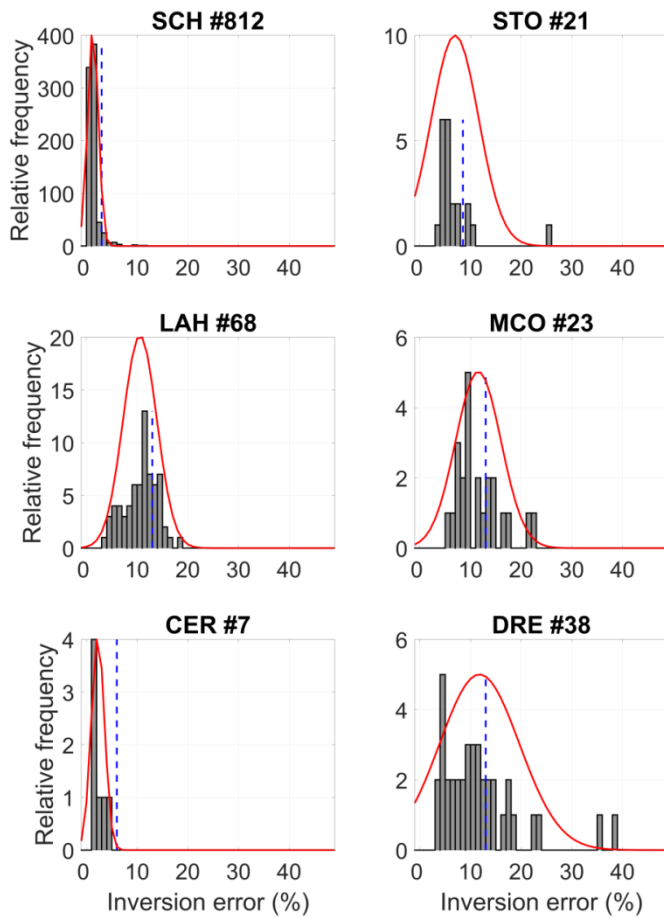 SCH #812
STO #21
Relative frequency
400
300
200
100
0
0 10 20 30 40
10
5
0
0 10 20 30 40
LAH #68
MCO #23
Relative frequency
20
15
10
5
0
0 10 20 30 40
6
4
2
0
0 10 20 30 40
CER #7
DRE #38
Relative frequency
4
3
2
1
0
0 10 20 30 40
Inversion error (%)
6
4
2
0
0 10 20 30 40
Inversion error (%)